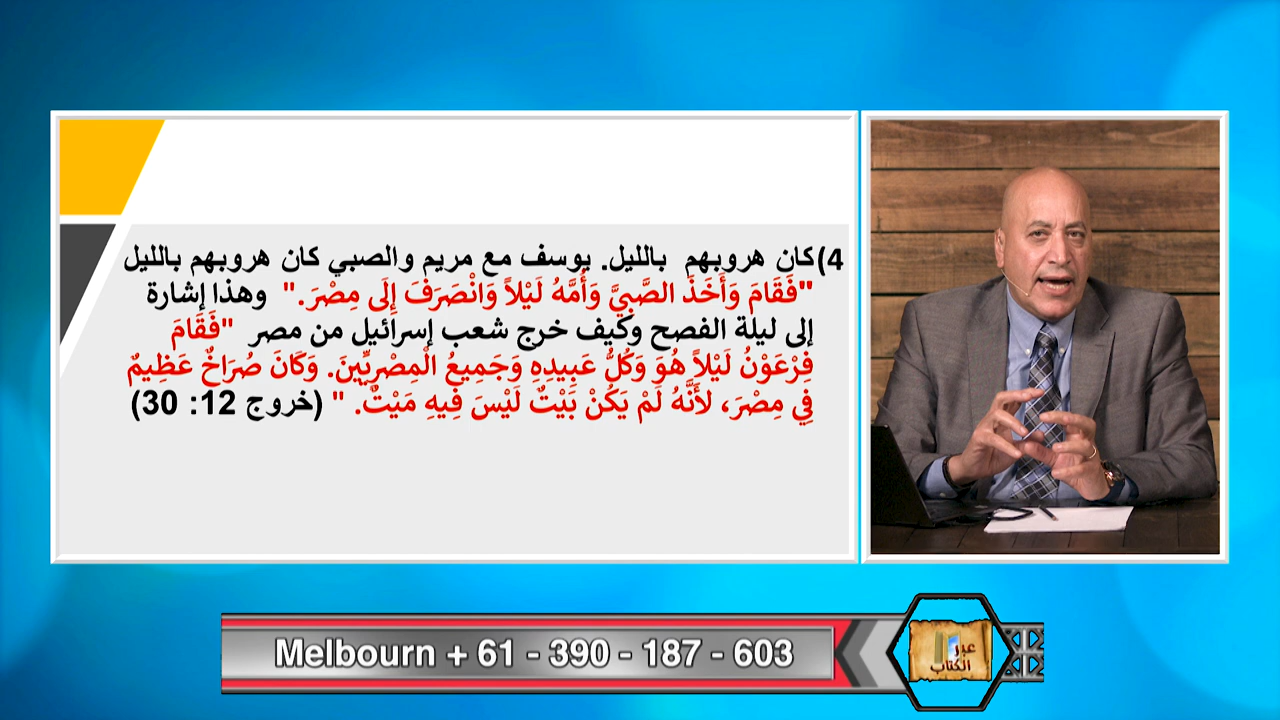 4)كان هروبهم بالليل. يوسف مع مريم والصبي كان هروبهم بالليل
"فَقَامَ وَأَخَذَ الصَّبِيَّ وَأُمَّهُ لَيْلاً وَانْصَرَفَ إِلَى مِصْرَ." وهذا إشارة
إلى ليلة الفصح وكيف خرج شعب إسرائيل من مصر "فَقَامَ
فِرْعَوْنُ لَيْلاً هُوَ وَكُلُّ عَبِيدِهِ وَجَمِيعُ الْمِصْرِيِّينَ. وَكَانَ صُرَاخٌ عَظِيمٌ
فِي مِصْرَ، لأَنَّهُ لَمْ يَكُنْ بَيْتٌ لَيْسَ فِيهِ مَيْتٌ. " (خروج 12: 30)
Melbourn + 61 - 390 - 187 - 603
عبر
الكتاب